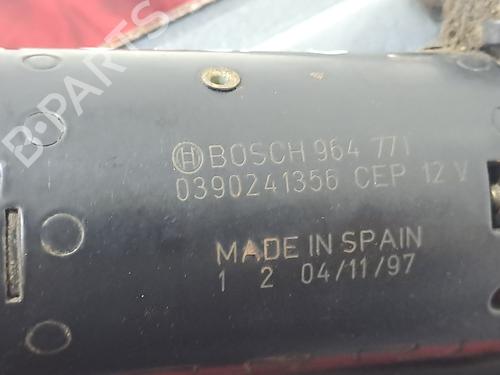 BOSCH 964 771
0390241356 CEP 12 V
MADE IN SPAIN
1 2 04/11/97
B-PARTS